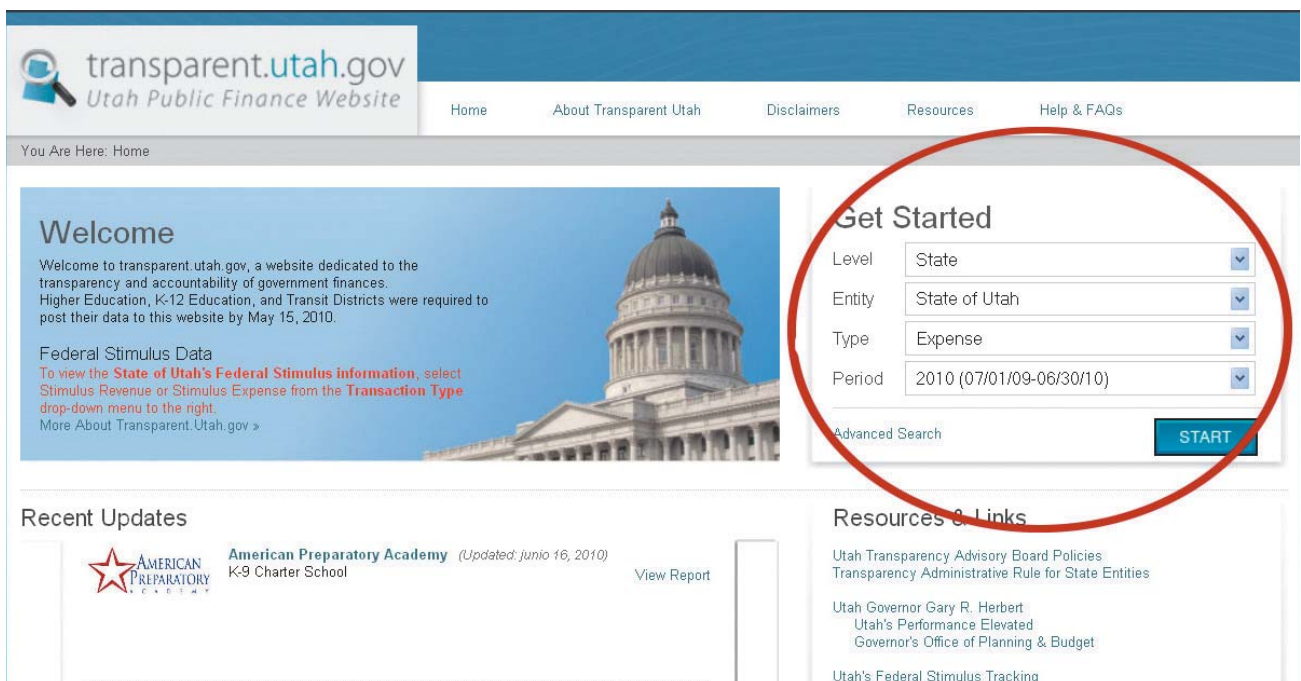 transparent.utah.gov
Utah Public Finance Website
Home About Transparent Utah Disclaimers Resources Help & FAQs
You Are Here: Home
Welcome
Welcome to transparent.utah.gov, a website dedicated to the
transparency and accountability of government finances.
Higher Education, K-12 Education, and Transit Districts were required to
post their data to this website by May 15, 2010.
Federal Stimulus Data
To view the State of Utah's Federal Stimulus information, select
Stimulus Revenue or Stimulus Expense from the Transaction Type
drop-down menu to the right.
More About Transparent.Utah.gov »
Get Started
Level State
Entity State of Utah
Type Expense
Period 2010 (07/01/09-06/30/10)
Advanced Search START
Recent Updates
AMERICAN
PREPARATORY
ACADEMY
American Preparatory Academy (Updated: junio 16, 2010)
K-9 Charter School
View Report
Resources & Links
Utah Transparency Advisory Board Policies
Transparency Administrative Rule for State Entities
Utah Governor Gary R. Herbert
Utah's Performance Elevated
Governor's Office of Planning & Budget
Utah's Federal Stimulus Tracking